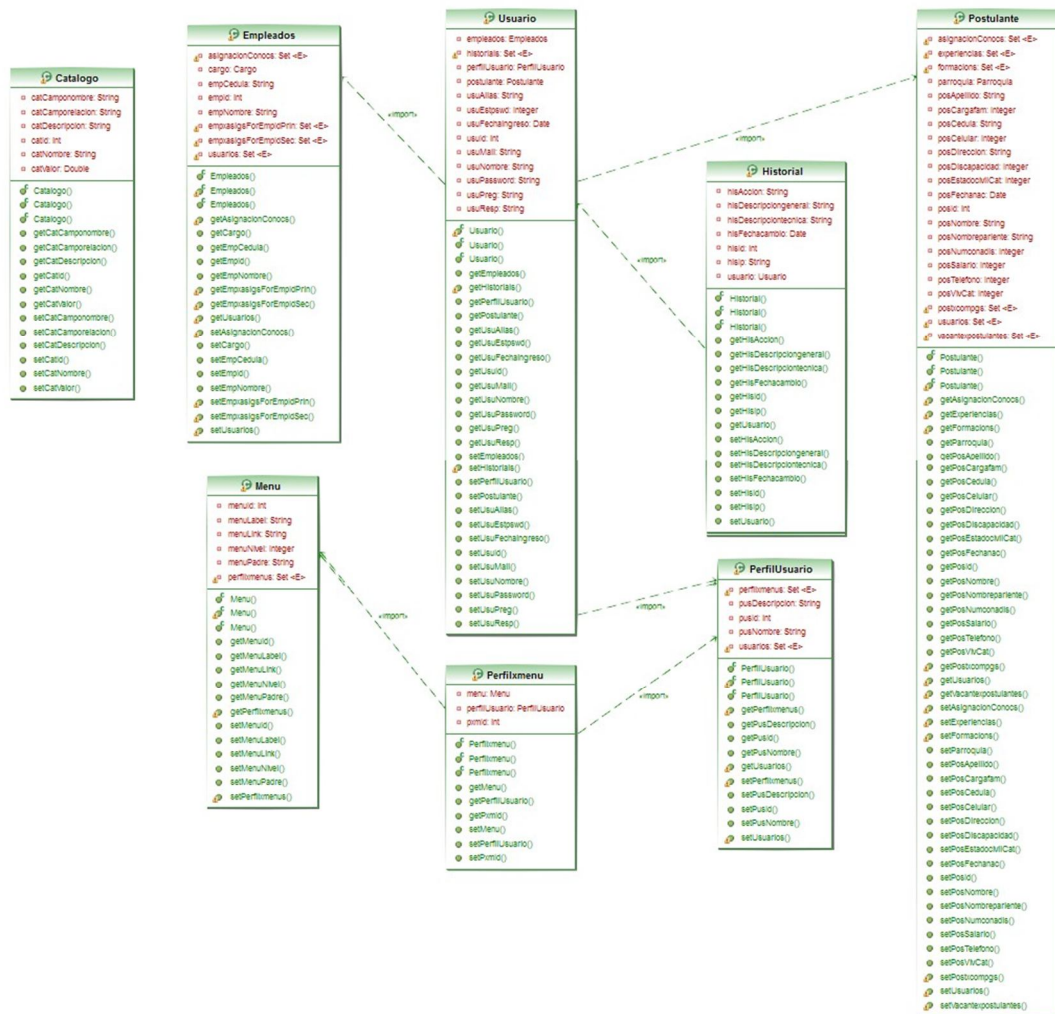 Catalogo
catCamponombre: String
catCamporelacion: String
catDescripcion: String
catid: int
catNombre: String
catValor: Double
Catalogo()
Catalogo()
Catalogo()
getCatCamponombre()
getCatCamporelacion()
getCatDescripcion()
getCatid()
getCatNombre()
getCatValor()
setCatCamponombre()
setCatCamporelacion()
setCatDescripcion()
setCatid()
setCatNombre()
setCatValor()
Empleados
asignacionConocs: Set <E>
cargo: Cargo
empCedula: String
empid: int
empNombre: String
empxasigsForEmpidPrin: Set <E>
empxasigsForEmpidSec: Set <E>
usuarios: Set <E>
Empleados()
Empleados()
Empleados()
getAsignacionConocs()
getCargo()
getEmpCedula()
getEmpid()
getEmpNombre()
getEmpxasigsForEmpidPrin()
getEmpxasigsForEmpidSec()
getUsuarios()
setAsignacionConocs()
setCargo()
setEmpCedula()
setEmpid()
setEmpNombre()
setEmpxasigsForEmpidPrin()
setEmpxasigsForEmpidSec()
setUsuarios()
«import»
Usuario
empleados: Empleados
historials: Set <E>
perfilUsuario: PerfilUsuario
postulante: Postulante
usuAlias: String
usuEstpswd: Integer
usuFechaingreso: Date
usuid: int
usuMail: String
usuNombre: String
usuPassword: String
usuPreg: String
usuResp: String
Usuario()
Usuario()
Usuario()
getEmpleados()
getHistorials()
getPerfilUsuario()
getPostulante()
getUsuAlias()
getUsuEstpswd()
getUsuFechaingreso()
getUsuid()
getUsuMail()
getUsuNombre()
getUsuPassword()
getUsuPreg()
getUsuResp()
setEmpleados()
setHistorials()
setPerfilUsuario()
setPostulante()
setUsuAlias()
setUsuEstpswd()
setUsuFechaingreso()
setUsuid()
setUsuMail()
setUsuNombre()
setUsuPassword()
setUsuPreg()
setUsuResp()
«import»
«import»
Historial
hisAccion: String
hisDescripciongeneral: String
hisDescripciontecnica: String
hisFechacambio: Date
hisid: int
hisip: String
usuario: Usuario
Historial()
Historial()
Historial()
getHisAccion()
getHisDescripciongeneral()
getHisDescripciontecnica()
getHisFechacambio()
getHisid()
getHisip()
getUsuario()
setHisAccion()
setHisDescripciongeneral()
setHisDescripciontecnica()
setHisFechacambio()
setHisid()
setHisip()
setUsuario()
Postulante
asignacionConocs: Set <E>
experiencias: Set <E>
formacions: Set <E>
parroquia: Parroquia
posApellido: String
posCargafam: Integer
posCedula: String
posCelular: Integer
posDireccion: String
posDiscapacidad: Integer
posEstadocivilCat: Integer
posFechanac: Date
posid: int
posNombre: String
posNombrepariente: String
posNumconadis: Integer
posSalario: Integer
posTelefono: Integer
posVivCat: Integer
postxcompgs: Set <E>
usuarios: Set <E>
vacantexpostulantes: Set <E>
Postulante()
Postulante()
Postulante()
getAsignacionConocs()
getExperiencias()
getFormacions()
getParroquia()
getPosApellido()
getPosCargafam()
getPosCedula()
getPosCelular()
getPosDireccion()
getPosDiscapacidad()
getPosEstadocivilCat()
getPosFechanac()
getPosid()
getPosNombre()
getPosNombrepariente()
getPosNumconadis()
getPosSalario()
getPosTelefono()
getPosVivCat()
getPostxcompgs()
getUsuarios()
getVacantexpostulantes()
setAsignacionConocs()
setExperiencias()
setFormacions()
setParroquia()
setPosApellido()
setPosCargafam()
setPosCedula()
setPosCelular()
setPosDireccion()
setPosDiscapacidad()
setPosEstadocivilCat()
setPosFechanac()
setPosid()
setPosNombre()
setPosNombrepariente()
setPosNumconadis()
setPosSalario()
setPosTelefono()
setPosVivCat()
setPostxcompgs()
setUsuarios()
setVacantexpostulantes()
Menu
menuid: int
menuLabel: String
menuLink: String
menuNivel: Integer
menuPadre: String
perfilxmenus: Set <E>
Menu()
Menu()
Menu()
getMenuid()
getMenuLabel()
getMenuLink()
getMenuNivel()
getMenuPadre()
getPerfilxmenus()
setMenuid()
setMenuLabel()
setMenuLink()
setMenuNivel()
setMenuPadre()
setPerfilxmenus()
«import»
Perfilxmenu
menu: Menu
perfilUsuario: PerfilUsuario
pxmid: int
Perfilxmenu()
Perfilxmenu()
Perfilxmenu()
getMenu()
getPerfilUsuario()
getPxmid()
setMenu()
setPerfilUsuario()
setPxmid()
«import»
«import»
PerfilUsuario
perfilxmenus: Set <E>
pusDescripcion: String
pusid: int
pusNombre: String
usuarios: Set <E>
PerfilUsuario()
PerfilUsuario()
PerfilUsuario()
getPerfilxmenus()
getPusDescripcion()
getPusid()
getPusNombre()
getUsuarios()
setPerfilxmenus()
setPusDescripcion()
setPusid()
setPusNombre()
setUsuarios()